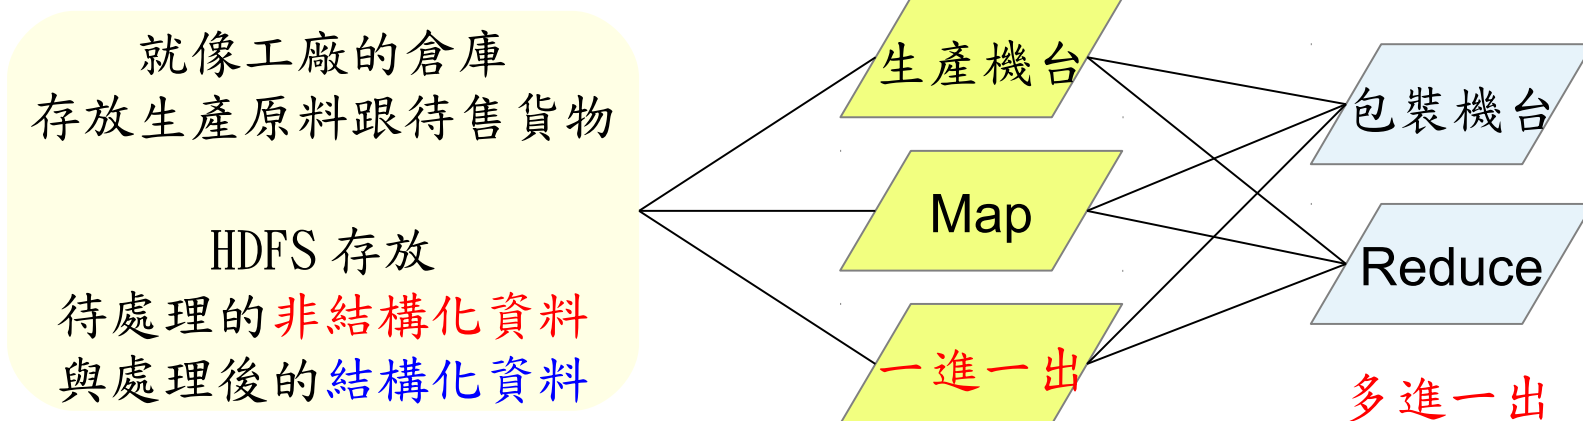 就像工廠的倉庫
存放生產原料跟待售貨物
HDFS 存放
待處理的非結構化資料
與處理後的結構化資料
生產機台
Map
一進一出
包裝機台
Reduce
多進一出